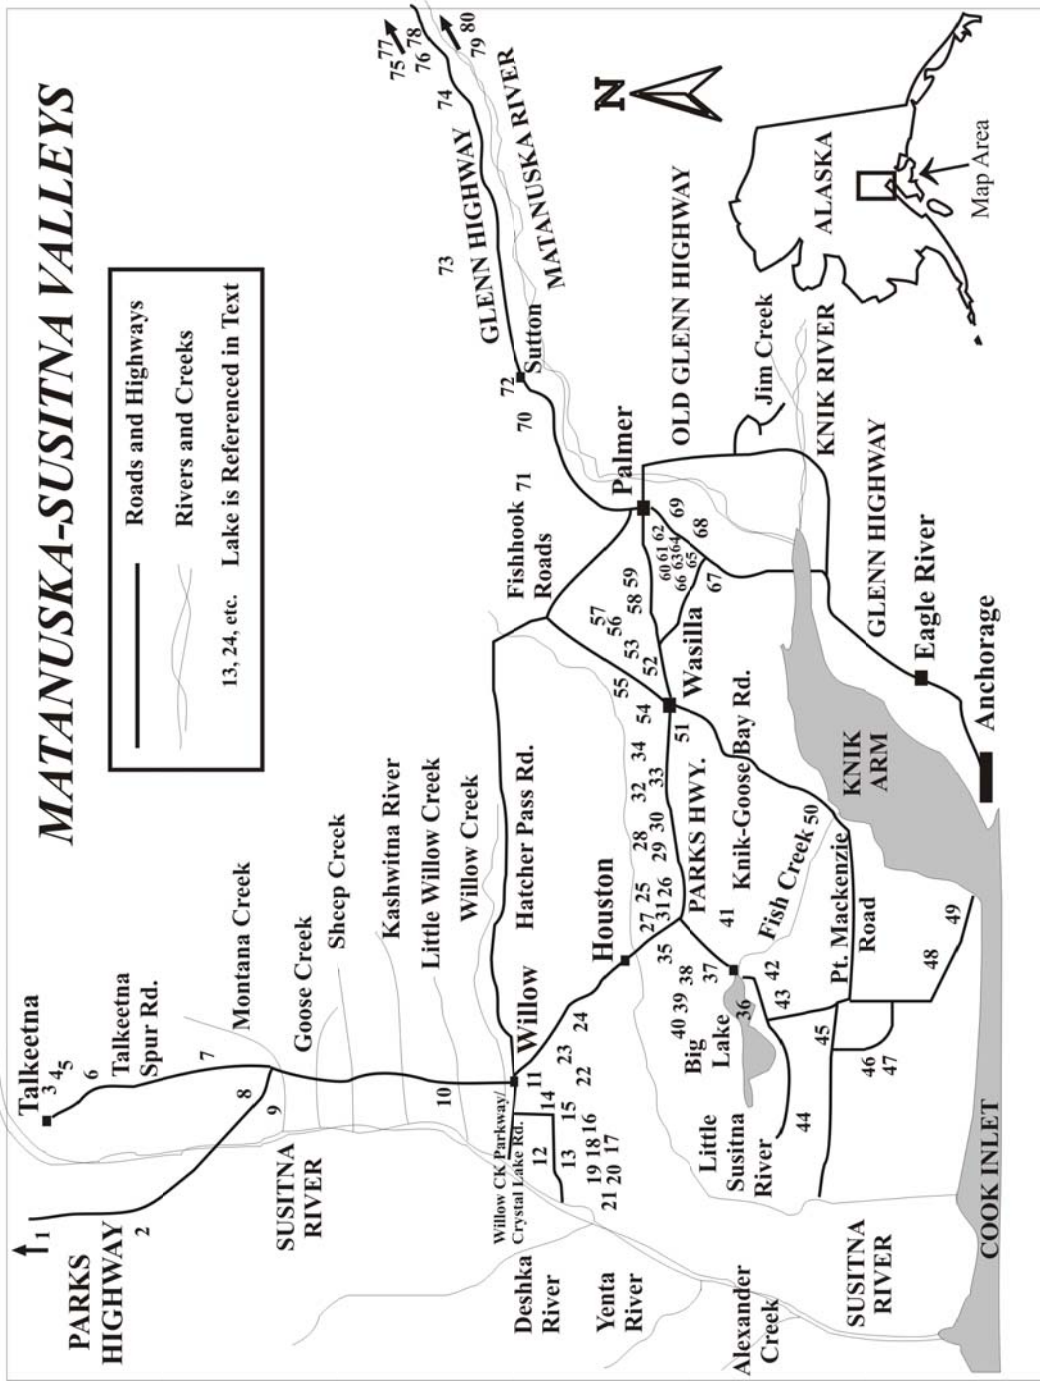 MATANUSKA-SUSITNA VALLEYS
Roads and Highways
Rivers and Creeks
13, 24, etc. Lake is Referenced in Text
PARKS
HIGHWAY
1
2
Talkeetna
3
4
5
6
Talkeetna
Spur Rd.
7
8
9
10
Montana Creek
Goose Creek
Sheep Creek
Kashwitna River
Little Willow Creek
Willow Creek
SUSITNA
RIVER
Hatcher Pass Rd.
Willow CK Parkway/
Crystal Lake Rd.
Willow
11
12
13
14
15
16
17
18
19
20
21
22
23
24
Deshka
River
Yenta
River
Alexander
Creek
SUSITNA
RIVER
Little
Susitna
River
Houston
25
26
27
28
29
30
31
32
33
34
35
PARKS HWY.
Big
Lake
36
37
38
39
40
41
42
43
44
45
46
47
48
49
50
Fish Creek
Pt. Mackenzie
Road
Knik-Goose Bay Rd.
Wasilla
51
52
53
54
55
56
57
58
59
60
61
62
63
64
65
66
67
68
69
Fishhook
Roads
Palmer
70
71
72
Sutton
73
74
75
76
77
78
79
80
GLENN HIGHWAY
MATANUSKA RIVER
OLD GLENN HIGHWAY
Jim Creek
KNIK RIVER
GLENN HIGHWAY
Eagle River
Anchorage
KNIK
ARM
COOK INLET
N
ALASKA
Map Area